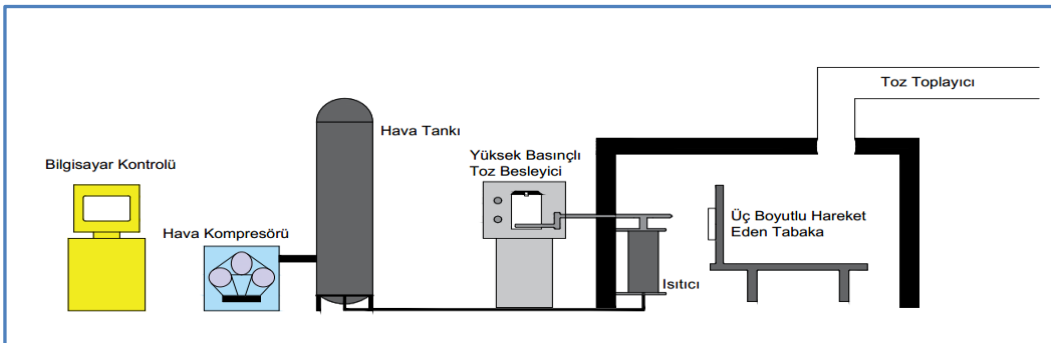 Bilgisayar Kontrolü
Hava Kompresörü
Hava Tankı
Yüksek Basınçlı
Toz Besleyici
Isıtıcı
Üç Boyutlu Hareket
Eden Tabaka
Toz Toplayıcı